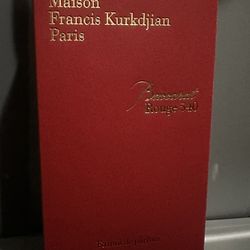 Maison
Francis Kurkdjian
Paris
Baccarat
Rouge 540